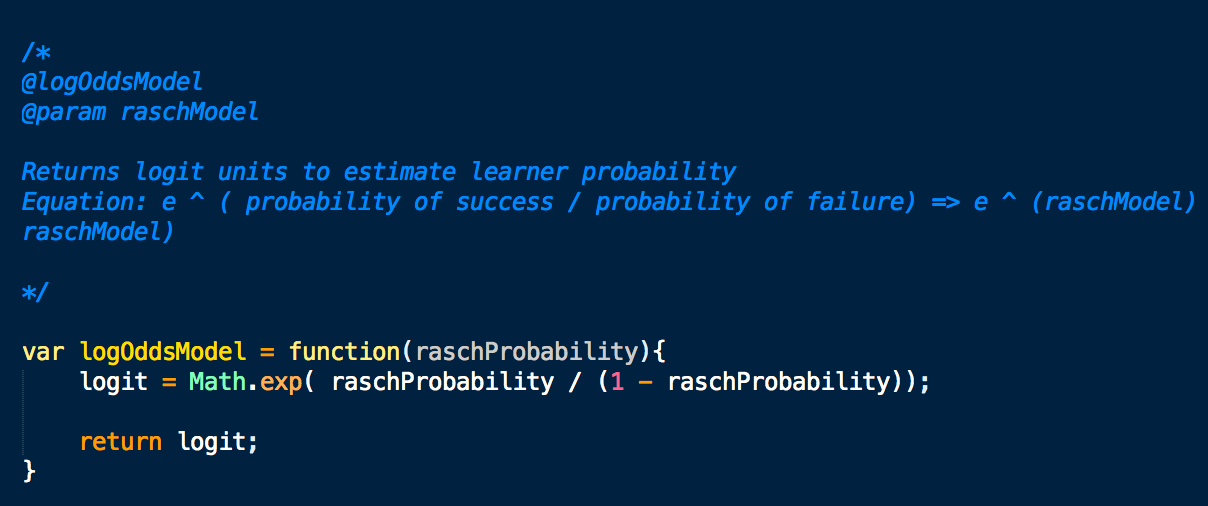 /*
@logOddsModel
@param raschModel
Returns logit units to estimate learner probability
Equation: e ^ ( probability of success / probability of failure) => e ^ (raschModel)
raschModel)
*/
var logOddsModel = function(raschProbability){
logit = Math.exp( raschProbability / (1 - raschProbability));
return logit;
}